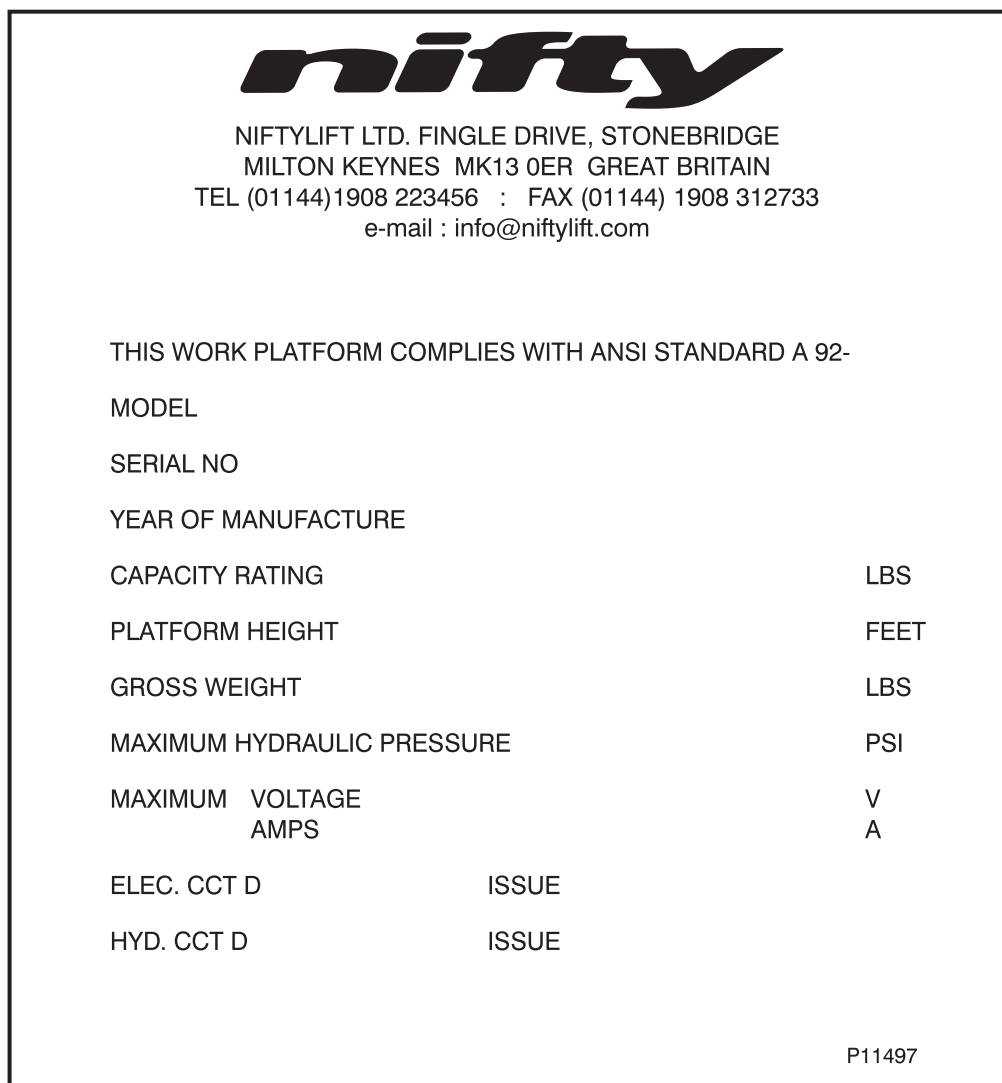 nifty
NIFTYLIFT LTD. FINGLE DRIVE, STONEBRIDGE
MILTON KEYNES  MK13 0ER  GREAT BRITAIN
TEL (01144)1908 223456  :  FAX (01144) 1908 312733
e-mail : info@niftylift.com
THIS WORK PLATFORM COMPLIES WITH ANSI STANDARD A 92-
MODEL
SERIAL NO
YEAR OF MANUFACTURE
CAPACITY RATING LBS
PLATFORM HEIGHT FEET
GROSS WEIGHT LBS
MAXIMUM HYDRAULIC PRESSURE PSI
MAXIMUM VOLTAGE V
AMPS A
ELEC. CCT D ISSUE
HYD. CCT D ISSUE
P11497